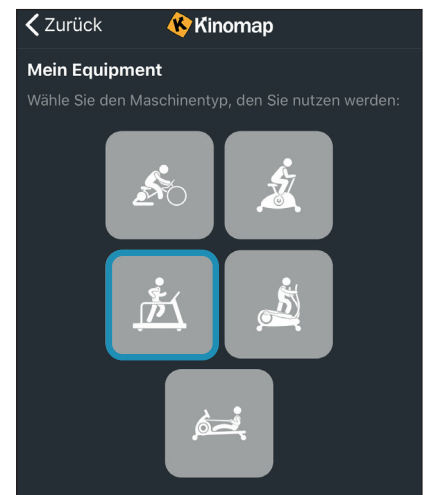 Zurück
Kinomap
Mein Equipment
Wähle Sie den Maschinentyp, den Sie nutzen werden: